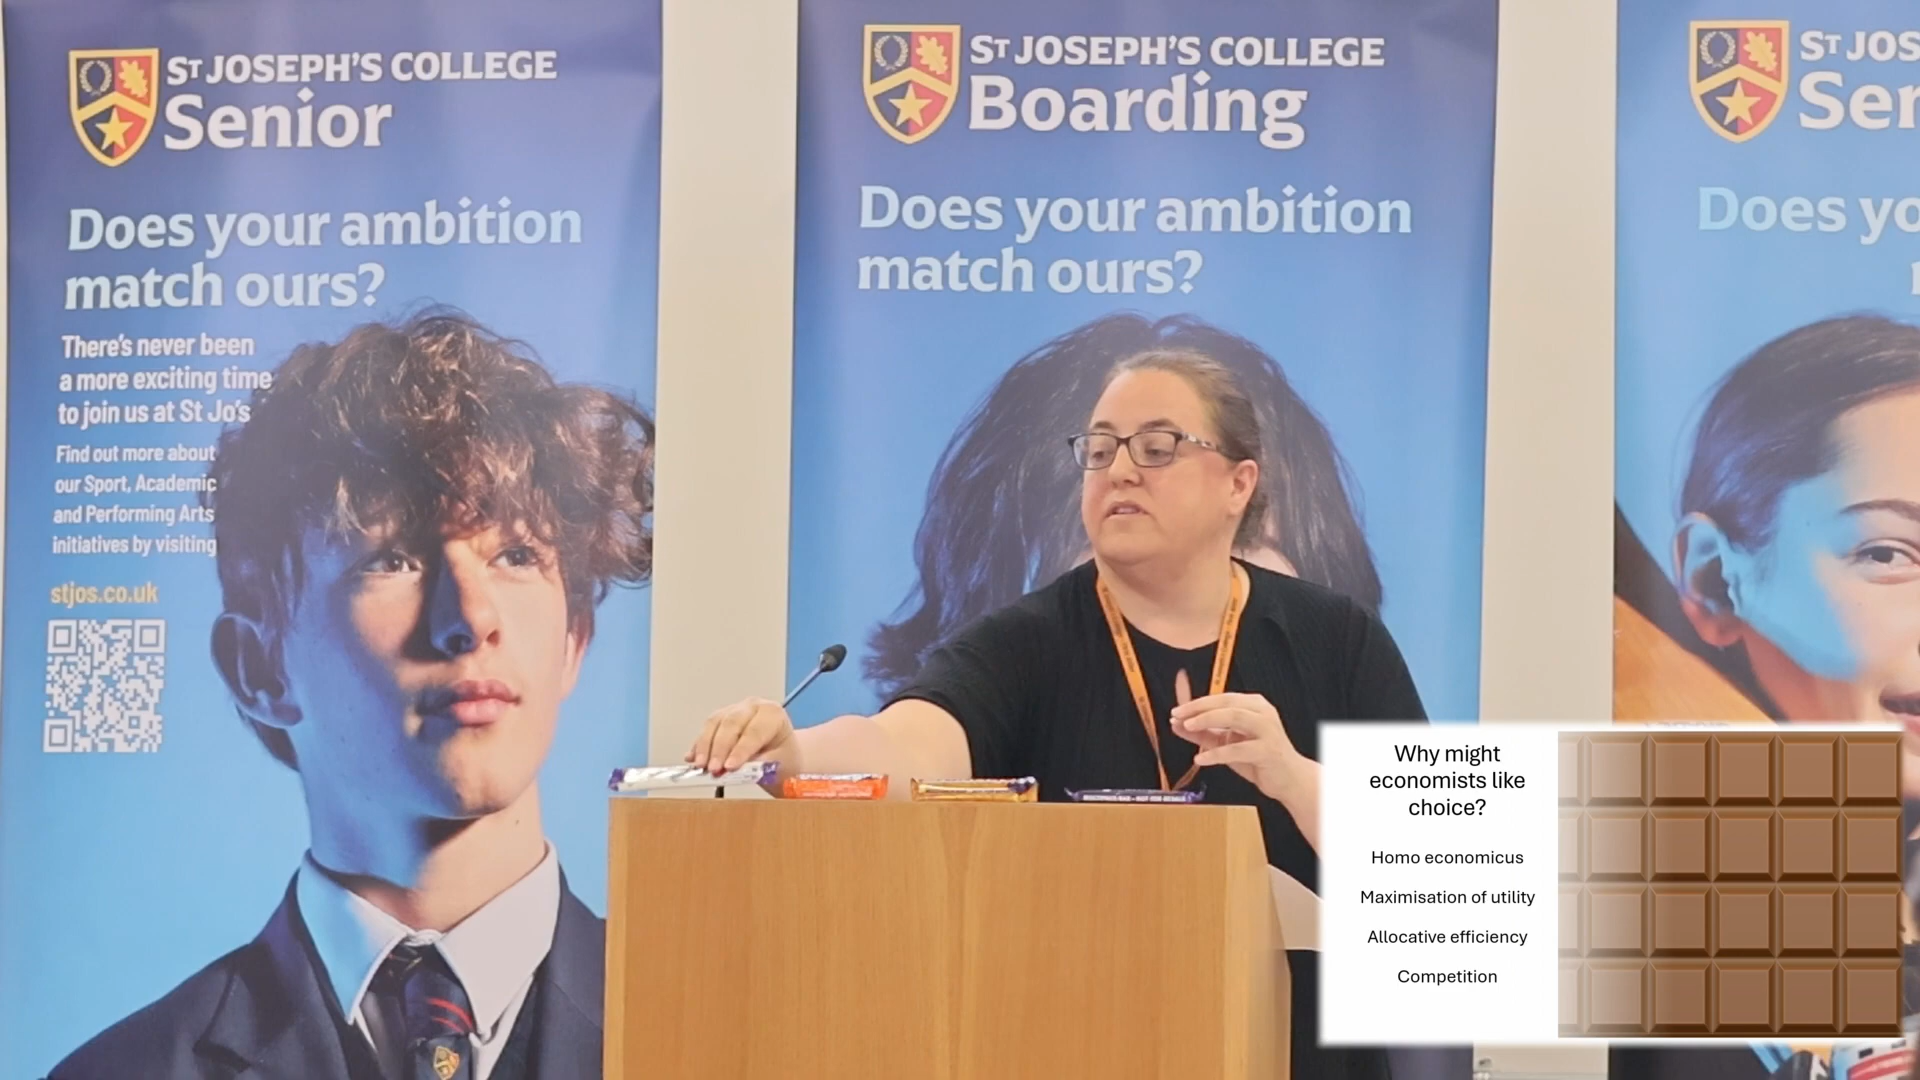 ST JOSEPH'S COLLEGE
Senior
Does your ambition
match ours?
There's never been
a more exciting time
to join us at St Jo's
Find out more about
our Sport, Academic
and Performing Arts
initiatives by visiting
stjos.co.uk
ST JOSEPH'S COLLEGE
Boarding
Does your ambition
match ours?
ST JOS
Sen
Does yo
Why might
economists like
choice?
Homo economicus
Maximisation of utility
Allocative efficiency
Competition